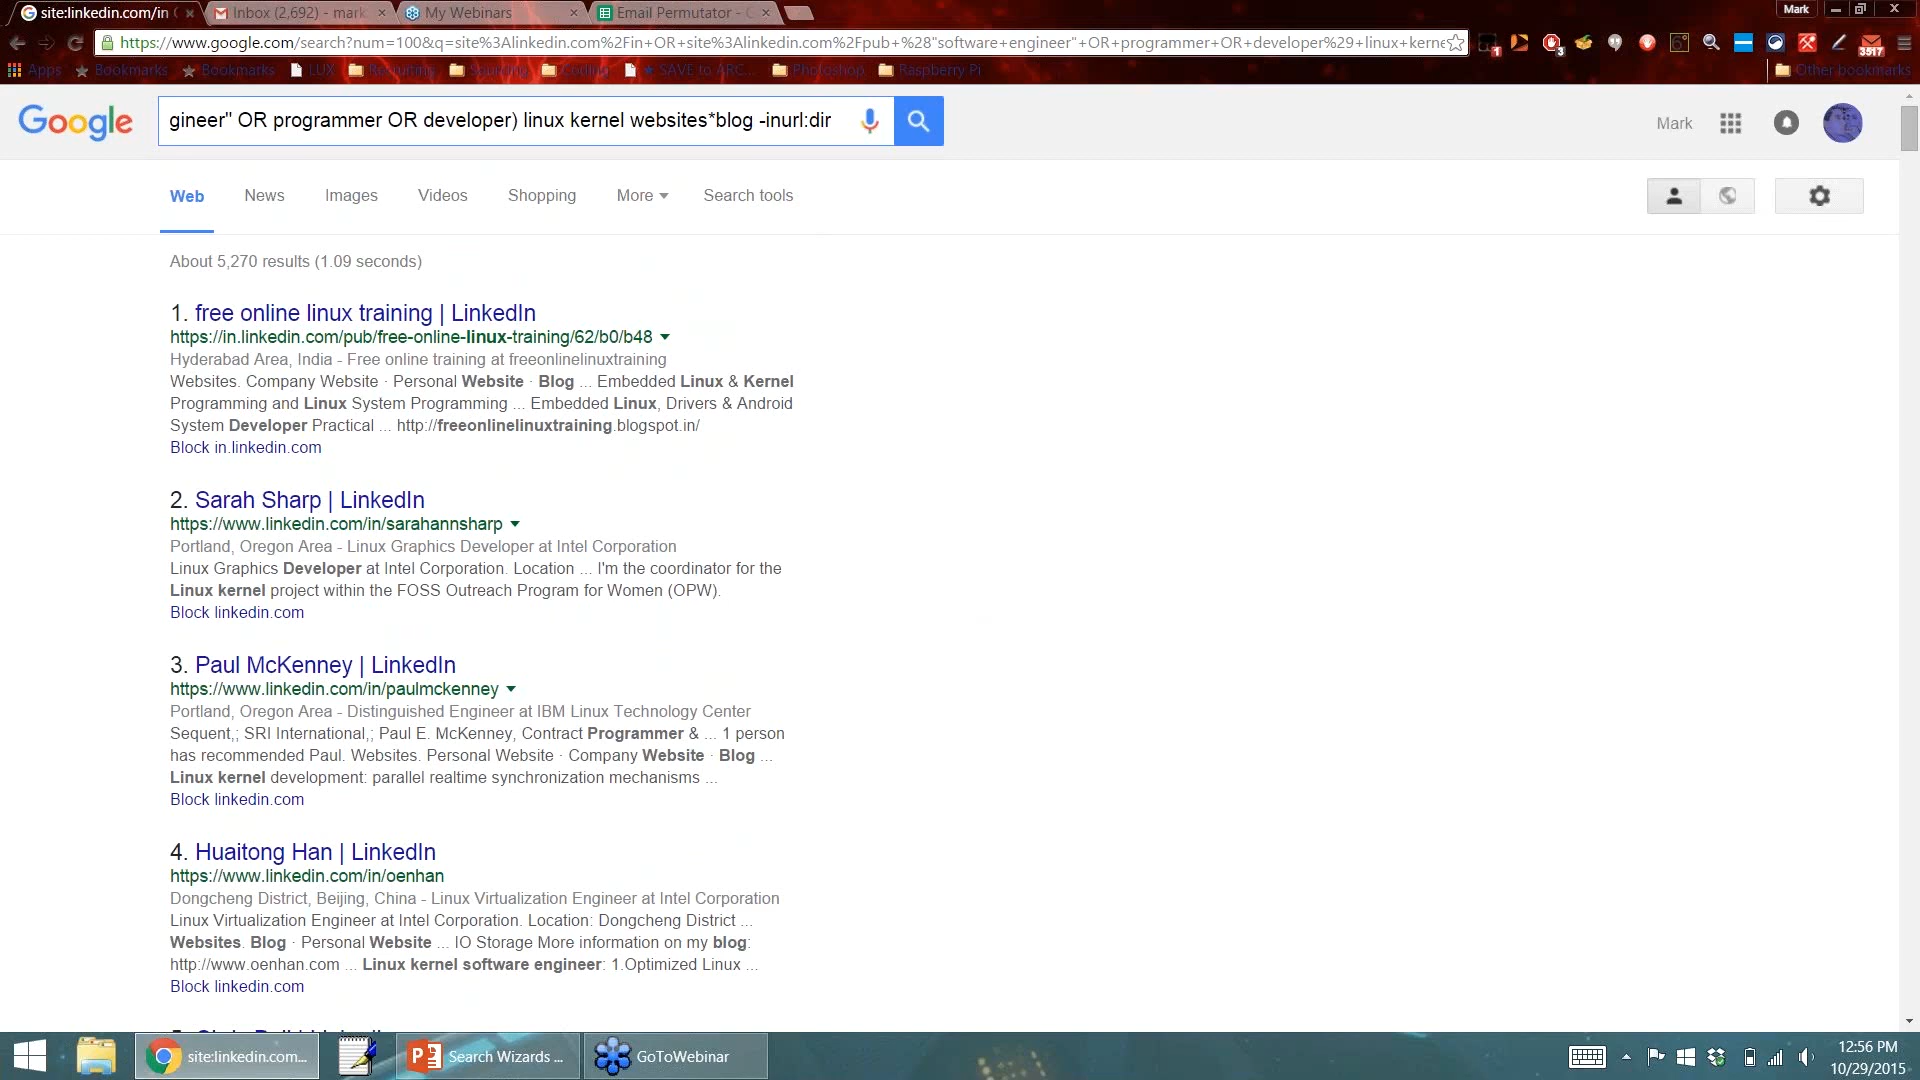 site:linkedin.com/in (
Inbox (2,692) - mark
My Webinars
Email Permutator - G
Mark
https://www.google.com/search?num=100&q=site%3Alinkedin.com%2Fin+OR+site%3Alinkedin.com%2Fpub+%28"software+engineer"+OR+programmer+OR+developer%29+linux+kerne
1
3
3517
Apps
Bookmarks
Bookmarks
LUX
Recruiting
Sourcing
Coding
★ SAVE to ARC...
Photoshop
Raspberry Pi
Other bookmarks
Google
gineer" OR programmer OR developer) linux kernel websites*blog -inurl:dir
Mark
Web
News
Images
Videos
Shopping
More
Search tools
About 5,270 results (1.09 seconds)
1. free online linux training | LinkedIn
https://in.linkedin.com/pub/free-online-linux-training/62/b0/b48
Hyderabad Area, India - Free online training at freeonlinelinuxtraining
Websites. Company Website · Personal Website · Blog ... Embedded Linux & Kernel
Programming and Linux System Programming ... Embedded Linux, Drivers & Android
System Developer Practical ... http://freeonlinelinuxtraining.blogspot.in/
Block in.linkedin.com
2. Sarah Sharp | LinkedIn
https://www.linkedin.com/in/sarahannsharp
Portland, Oregon Area - Linux Graphics Developer at Intel Corporation
Linux Graphics Developer at Intel Corporation. Location ... I'm the coordinator for the
Linux kernel project within the FOSS Outreach Program for Women (OPW).
Block linkedin.com
3. Paul McKenney | LinkedIn
https://www.linkedin.com/in/paulmckenney
Portland, Oregon Area - Distinguished Engineer at IBM Linux Technology Center
Sequent,; SRI International,; Paul E. McKenney, Contract Programmer & ... 1 person
has recommended Paul. Websites. Personal Website · Company Website · Blog ...
Linux kernel development: parallel realtime synchronization mechanisms ...
Block linkedin.com
4. Huaitong Han | LinkedIn
https://www.linkedin.com/in/oenhan
Dongcheng District, Beijing, China - Linux Virtualization Engineer at Intel Corporation
Linux Virtualization Engineer at Intel Corporation. Location: Dongcheng District ...
Websites. Blog · Personal Website ... IO Storage More information on my blog:
http://www.oenhan.com ... Linux kernel software engineer: 1.Optimized Linux ...
Block linkedin.com
site:linkedin.com...
Search Wizards ...
GoToWebinar
12:56 PM
10/29/2015